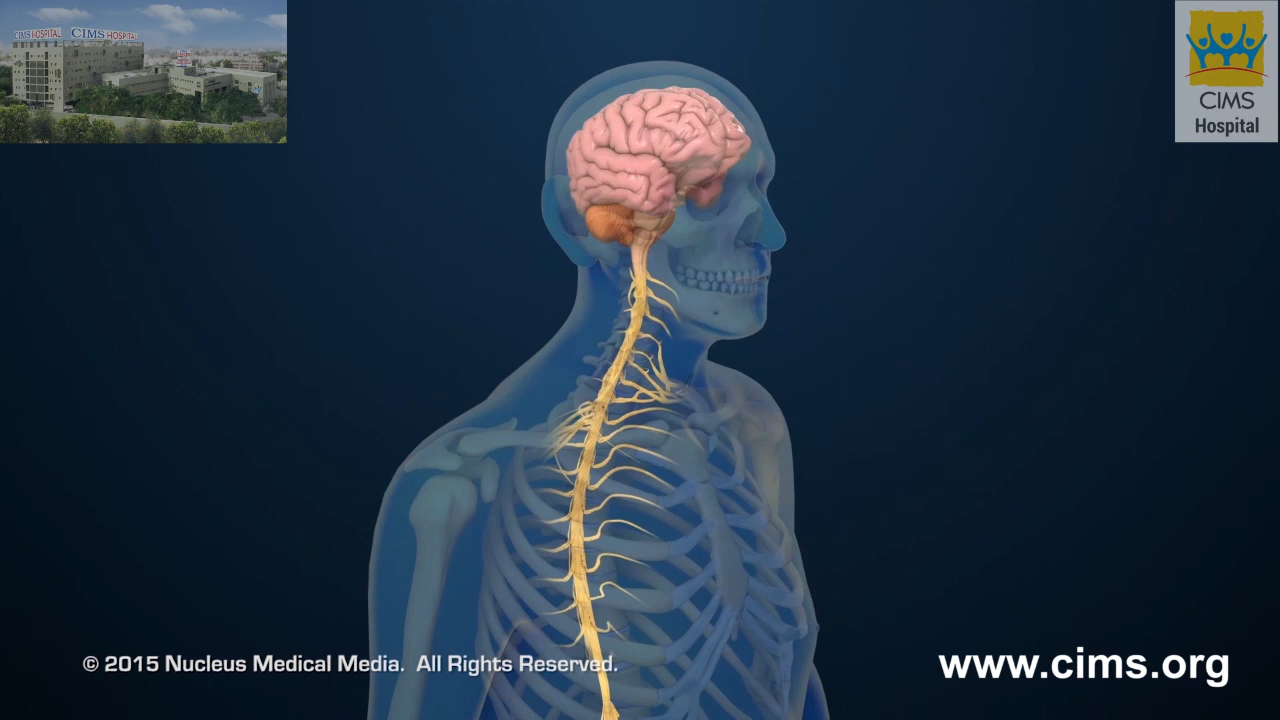 CIMS HOSPITAL CIMS HOSPITAL
CIMS
Hospital
© 2015 Nucleus Medical Media. All Rights Reserved.
www.cims.org